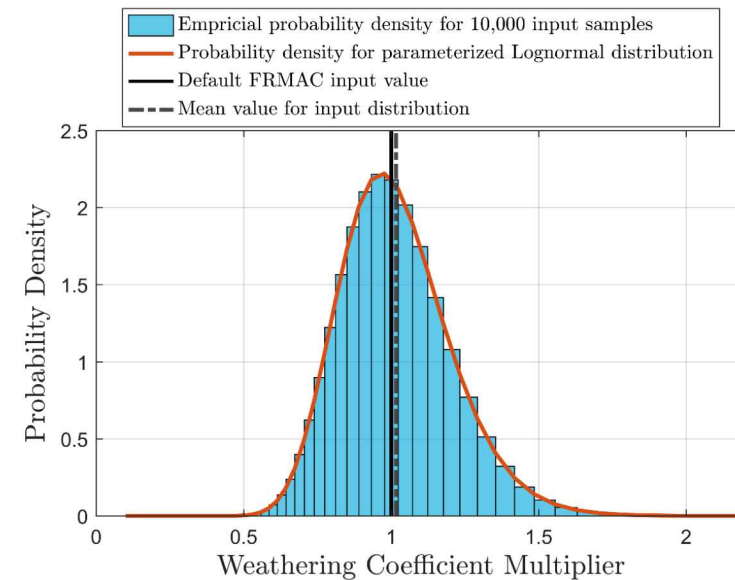 Empricial probability density for 10,000 input samples
Probability density for parameterized Lognormal distribution
Default FRMAC input value
Mean value for input distribution
2.5
2
1.5
1
0.5
0
Probability Density
0 0.5 1 1.5 2
Weathering Coefficient Multiplier